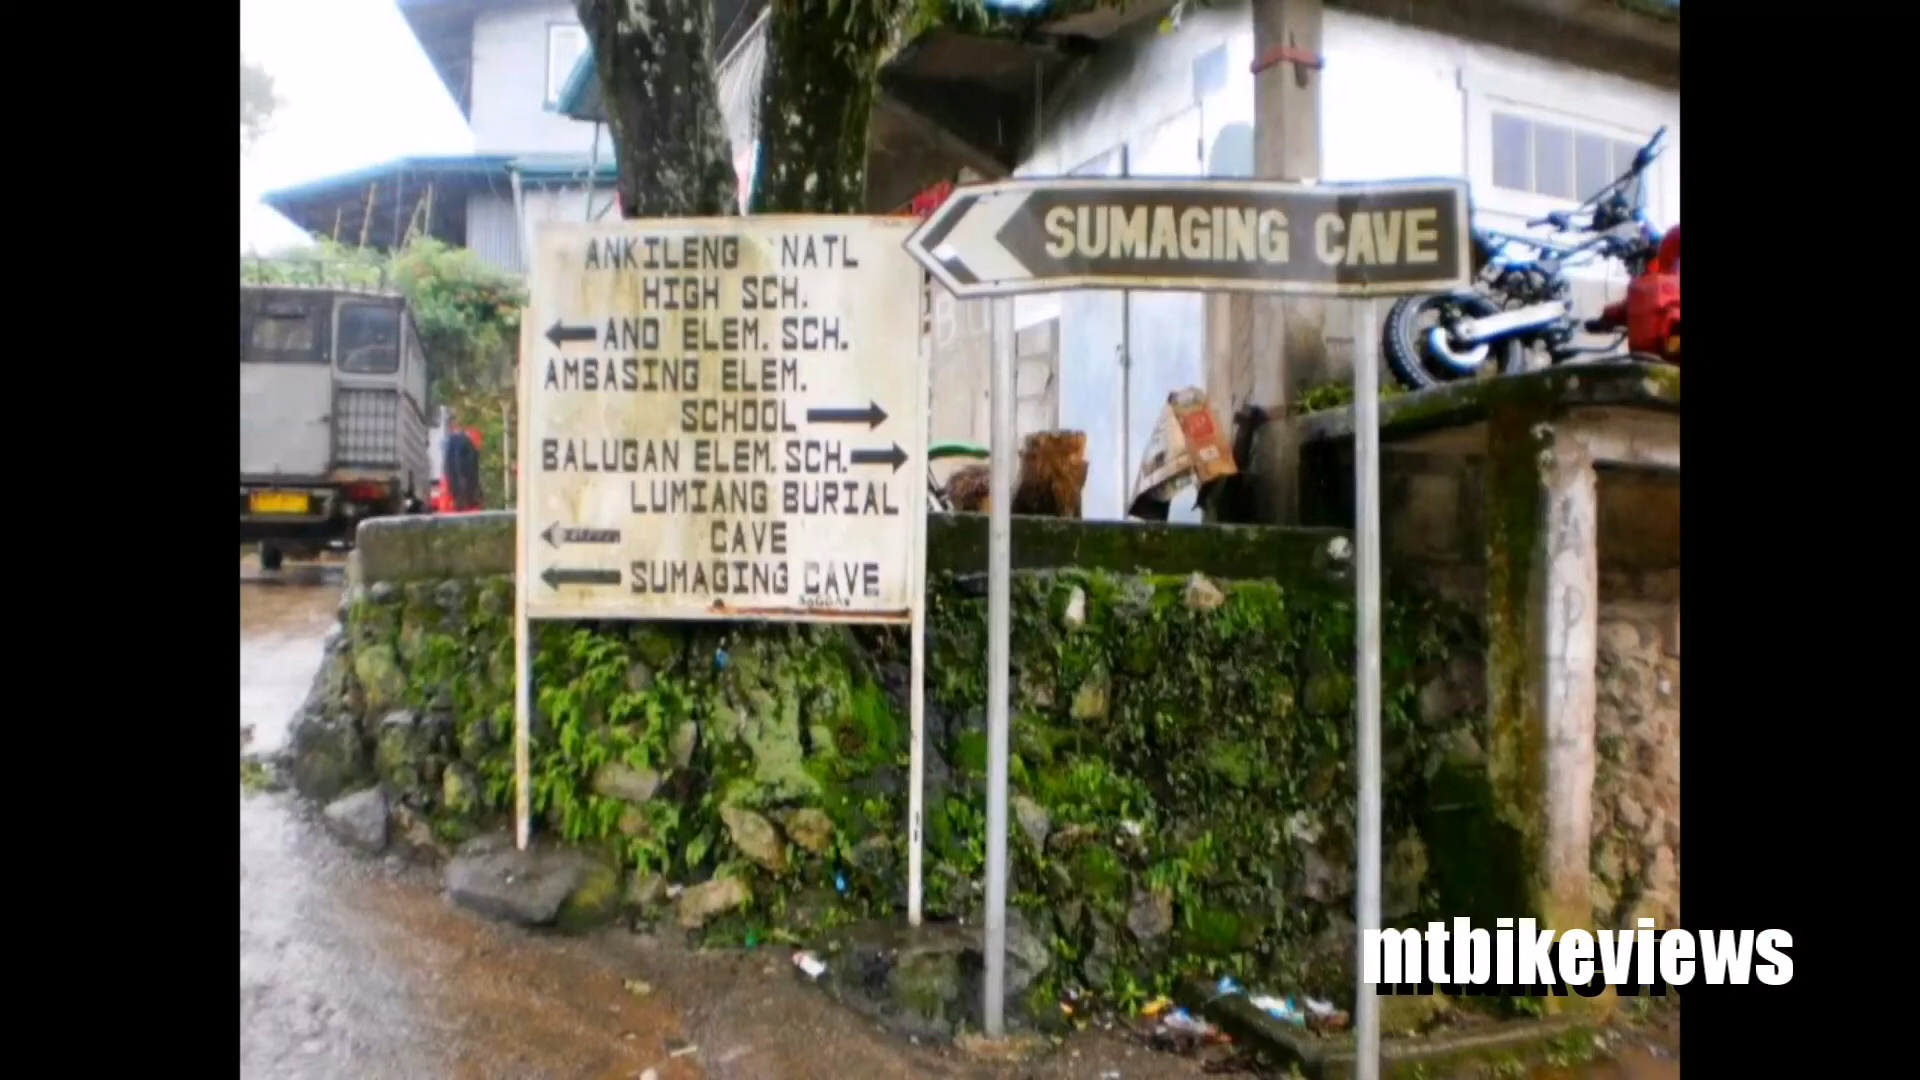 ANKILENG NATL
HIGH SCH.
AND ELEM. SCH.
AMBASING ELEM.
SCHOOL
BALUGAN ELEM. SCH.
LUMIANG BURIAL
CAVE
SUMAGING CAVE
SUMAGING CAVE
mtbikeviews